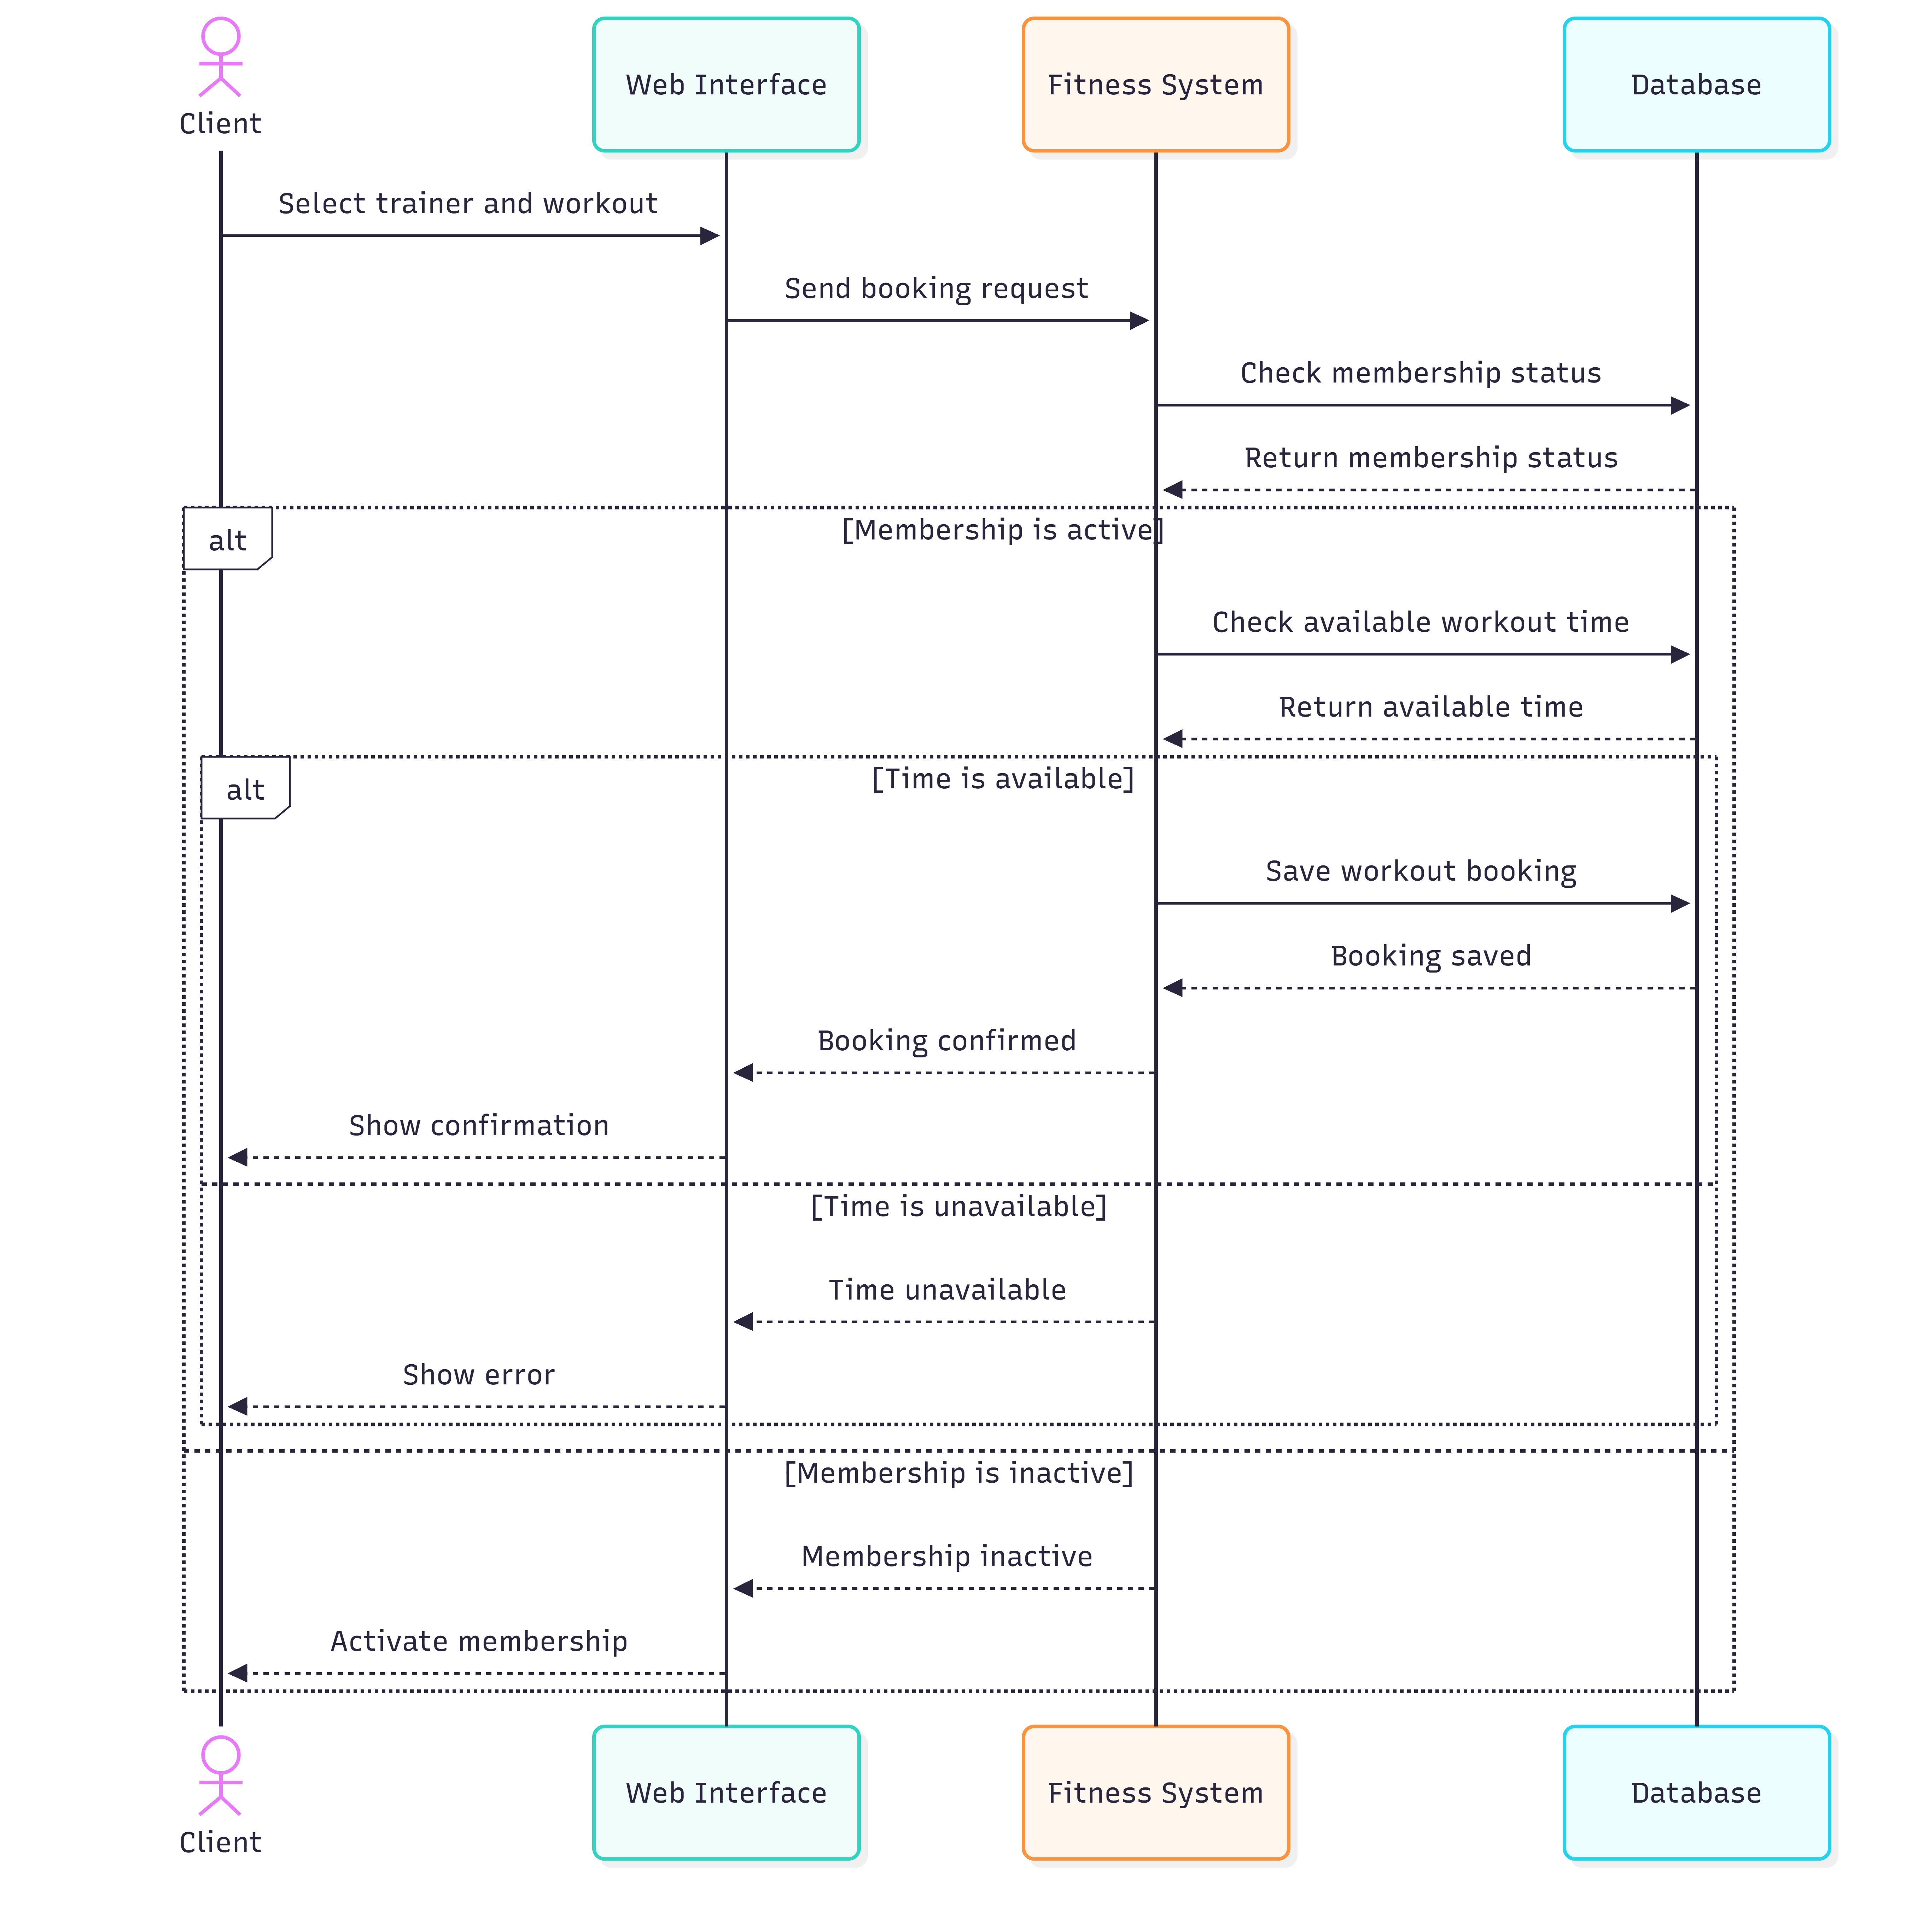 Client
Web Interface
Fitness System
Database
Select trainer and workout
Send booking request
Check membership status
Return membership status
alt
[Membership is active]
Check available workout time
Return available time
alt
[Time is available]
Save workout booking
Booking saved
Booking confirmed
Show confirmation
[Time is unavailable]
Time unavailable
Show error
[Membership is inactive]
Membership inactive
Activate membership
Client
Web Interface
Fitness System
Database